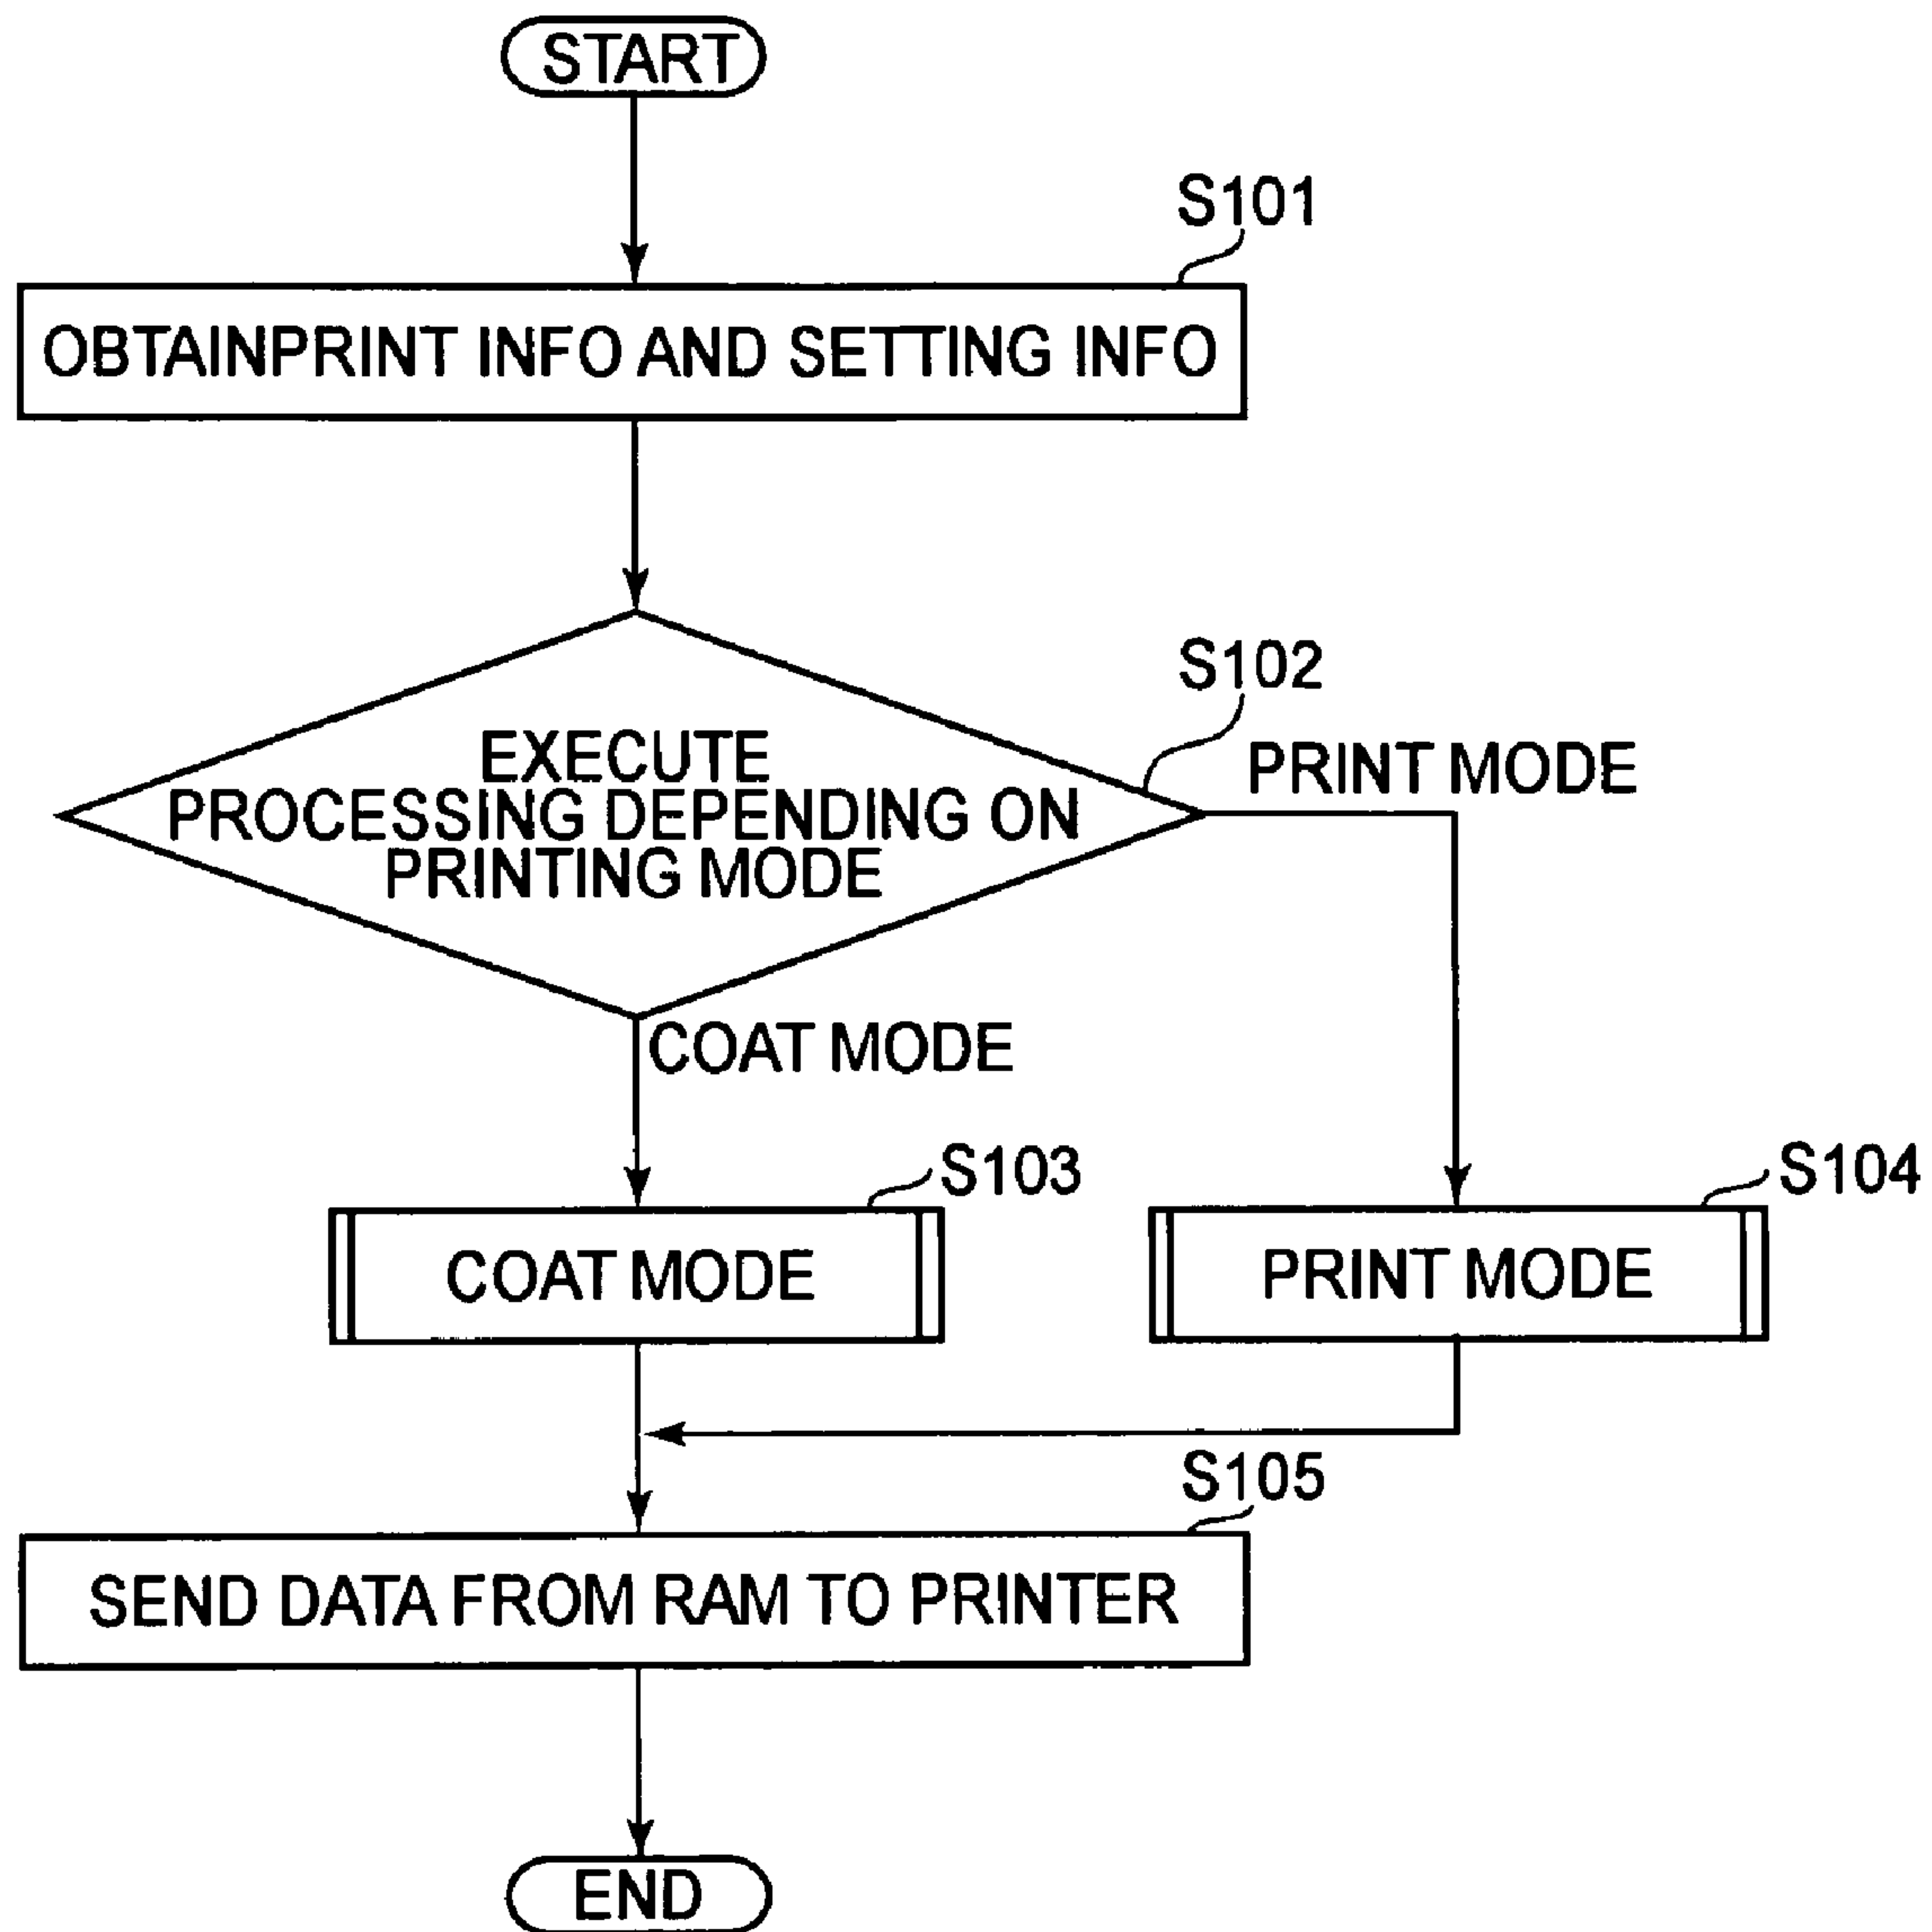 START
S101
OBTAINPRINT INFO AND SETTING INFO
S102
EXECUTE
PROCESSING DEPENDING ON
PRINTING MODE
PRINT MODE
COAT MODE
S103
S104
COAT MODE
PRINT MODE
S105
SEND DATA FROM RAM TO PRINTER
END